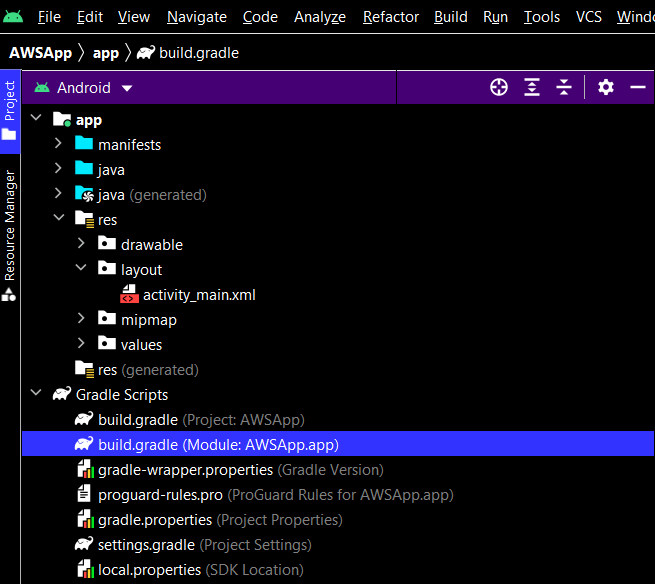 File Edit View Navigate Code Analyze Refactor Build Run Tools VCS
AWSApp app build.gradle
Project
Resource Manager
Android
app
manifests
java
java (generated)
res
drawable
layout
activity_main.xml
mipmap
values
res (generated)
Gradle Scripts
build.gradle (Project: AWSApp)
build.gradle (Module: AWSApp.app)
gradle-wrapper.properties (Gradle Version)
proguard-rules.pro (ProGuard Rules for AWSApp.app)
gradle.properties (Project Properties)
settings.gradle (Project Settings)
local.properties (SDK Location)